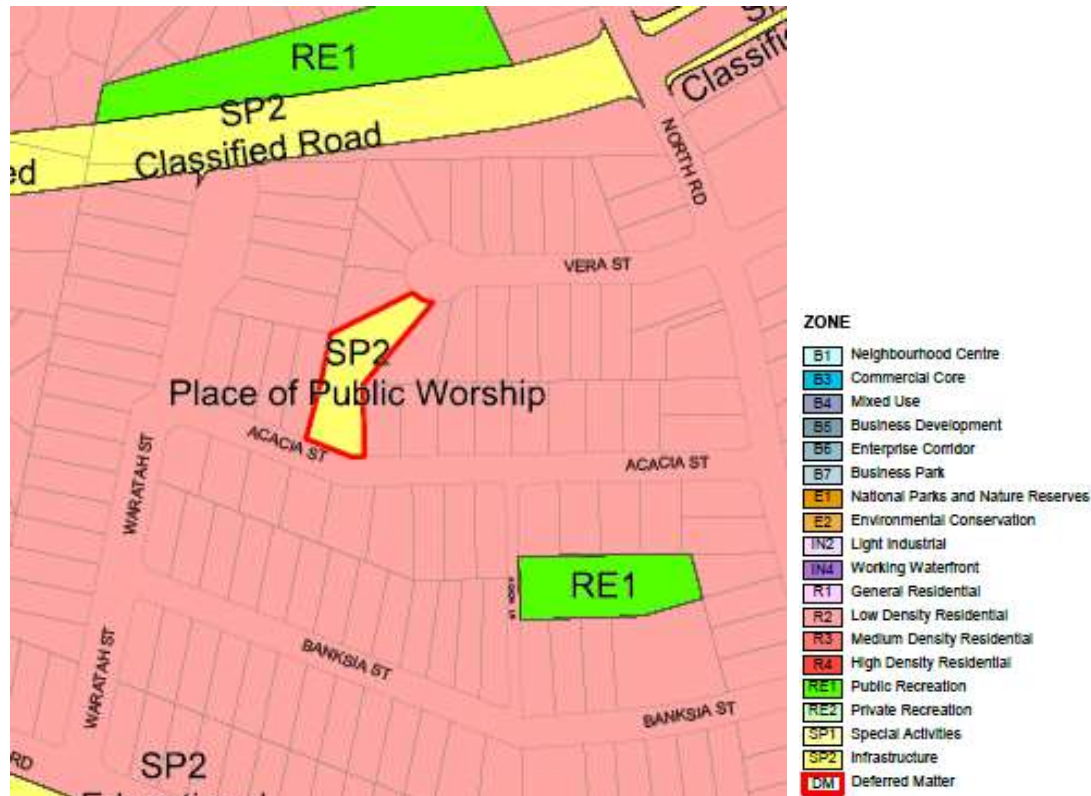 RE1
SP2
Classified Road
ed
Classifi
NORTH RD
VERA ST
SP2
Place of Public Worship
ACACIA ST
ACACIA ST
WARATAH ST
RE1
BANKSIA ST
WARATAH ST
BANKSIA ST
RD
SP2
ZONE
B1 Neighbourhood Centre
B3 Commercial Core
B4 Mixed Use
B5 Business Development
B6 Enterprise Corridor
B7 Business Park
E1 National Parks and Nature Reserves
E2 Environmental Conservation
IN2 Light Industrial
IN4 Working Waterfront
R1 General Residential
R2 Low Density Residential
R3 Medium Density Residential
R4 High Density Residential
RE1 Public Recreation
RE2 Private Recreation
SP1 Special Activities
SP2 Infrastructure
DM Deferred Matter